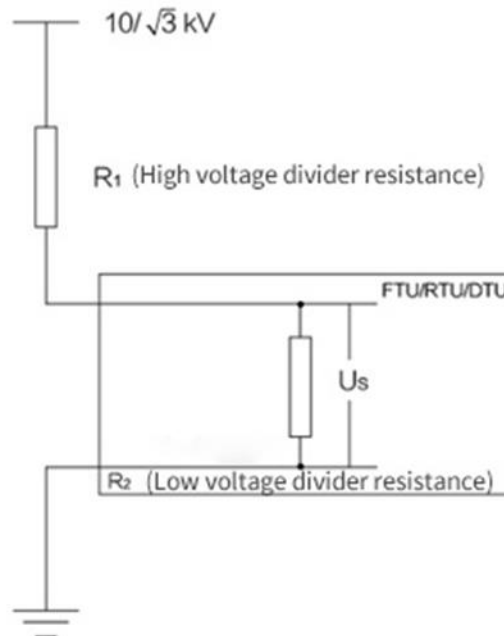 10/√3 kV
R₁ (High voltage divider resistance)
FTU/RTU/DTU
Us
R₂ (Low voltage divider resistance)